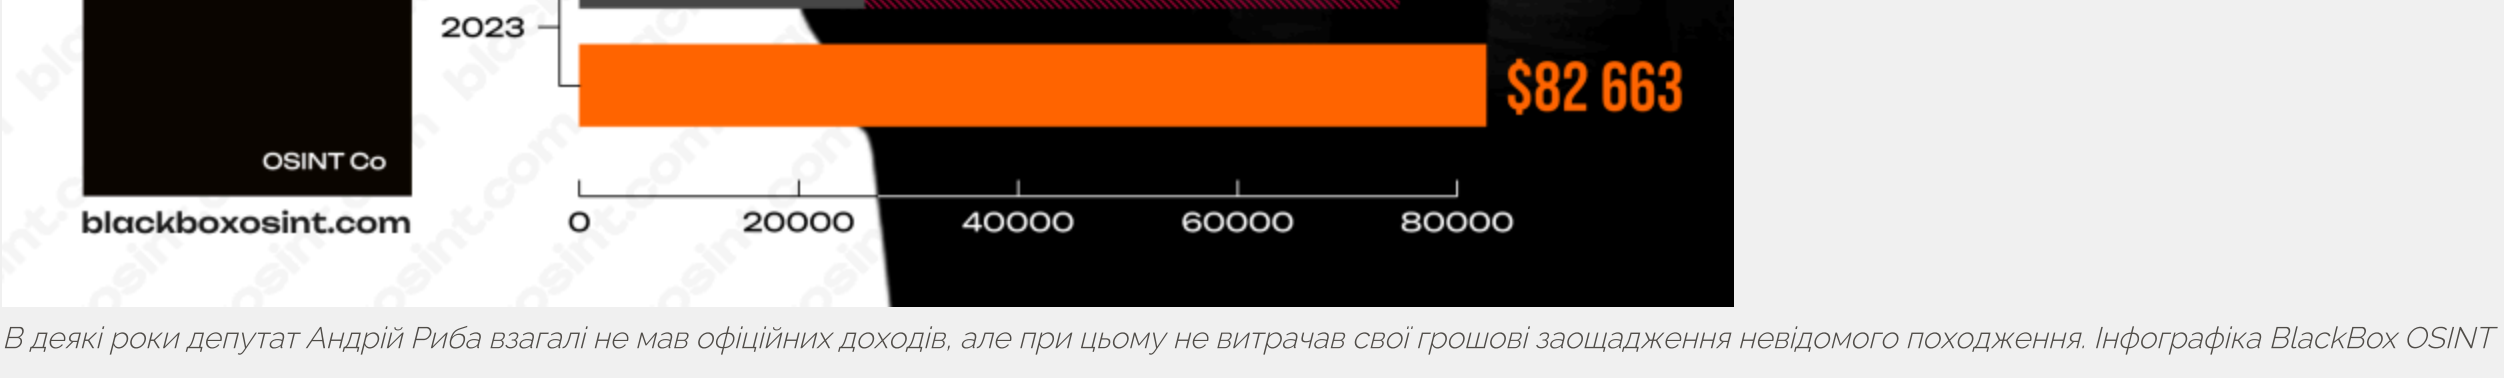 2023
$82 663
OSINT Co
blackboxosint.com
0 20000 40000 60000 80000
В деякі роки депутат Андрій Риба взагалі не мав офіційних доходів, але при цьому не витрачав свої грошові заощадження невідомого походження. Інфографіка BlackBox OSINT